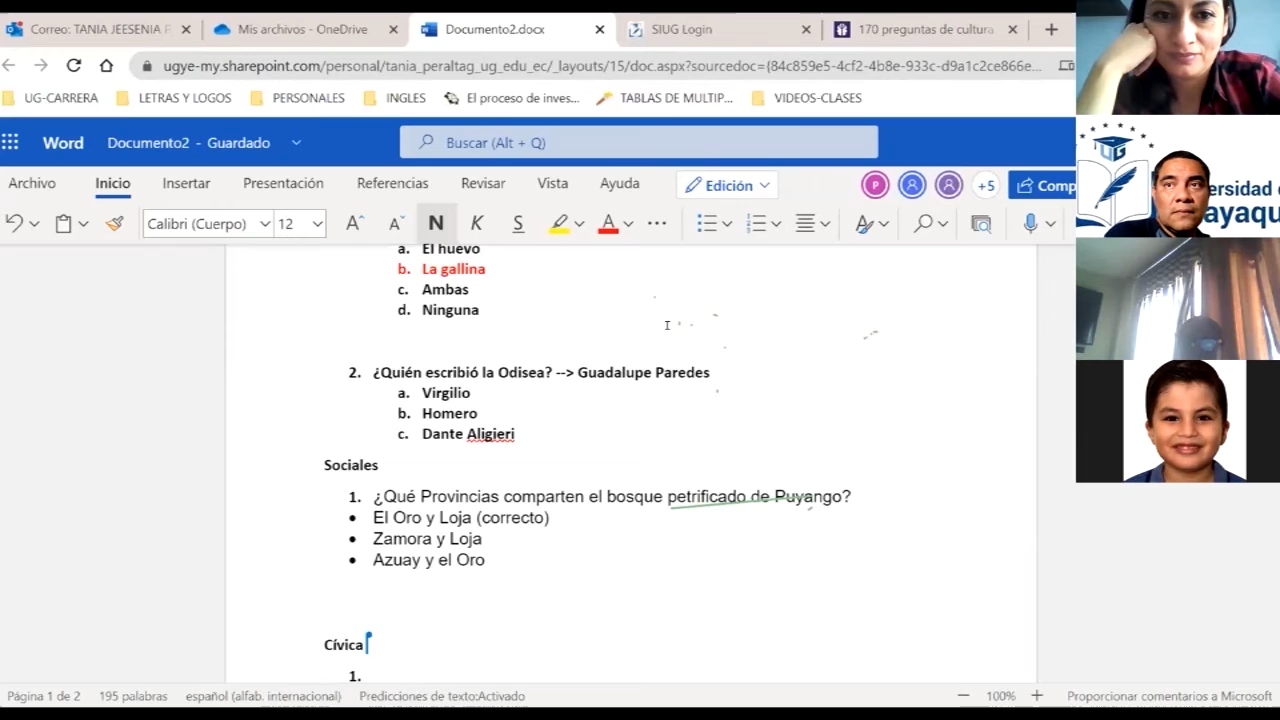 Correo: TANIA JEESENIA P
Mis archivos - OneDrive
Documento2.docx
SIUG Login
170 preguntas de cultura
ugye-my.sharepoint.com/personal/tania_peraltag_ug_edu_ec/_layouts/15/doc.aspx?sourcedoc={84c859e5-4cf2-4b8e-933c-d9a1c2ce866e...
UG-CARRERA
LETRAS Y LOGOS
PERSONALES
INGLES
El proceso de inves...
TABLAS DE MULTIP...
VIDEOS-CLASES
Word
Documento2 - Guardado
Buscar (Alt + Q)
Archivo
Inicio
Insertar
Presentación
Referencias
Revisar
Vista
Ayuda
Edición
P
+5
Comp
Calibri (Cuerpo)
12
N
K
S
a. El huevo
b. La gallina
c. Ambas
d. Ninguna
2. ¿Quién escribió la Odisea? --> Guadalupe Paredes
a. Virgilio
b. Homero
c. Dante Aligieri
Sociales
1. ¿Qué Provincias comparten el bosque petrificado de Puyango?
• El Oro y Loja (correcto)
• Zamora y Loja
• Azuay y el Oro
Cívica
1.
Página 1 de 2
195 palabras
español (alfab. internacional)
Predicciones de texto:Activado
100%
Proporcionar comentarios a Microsoft
UG
ersidad d
ayaqu